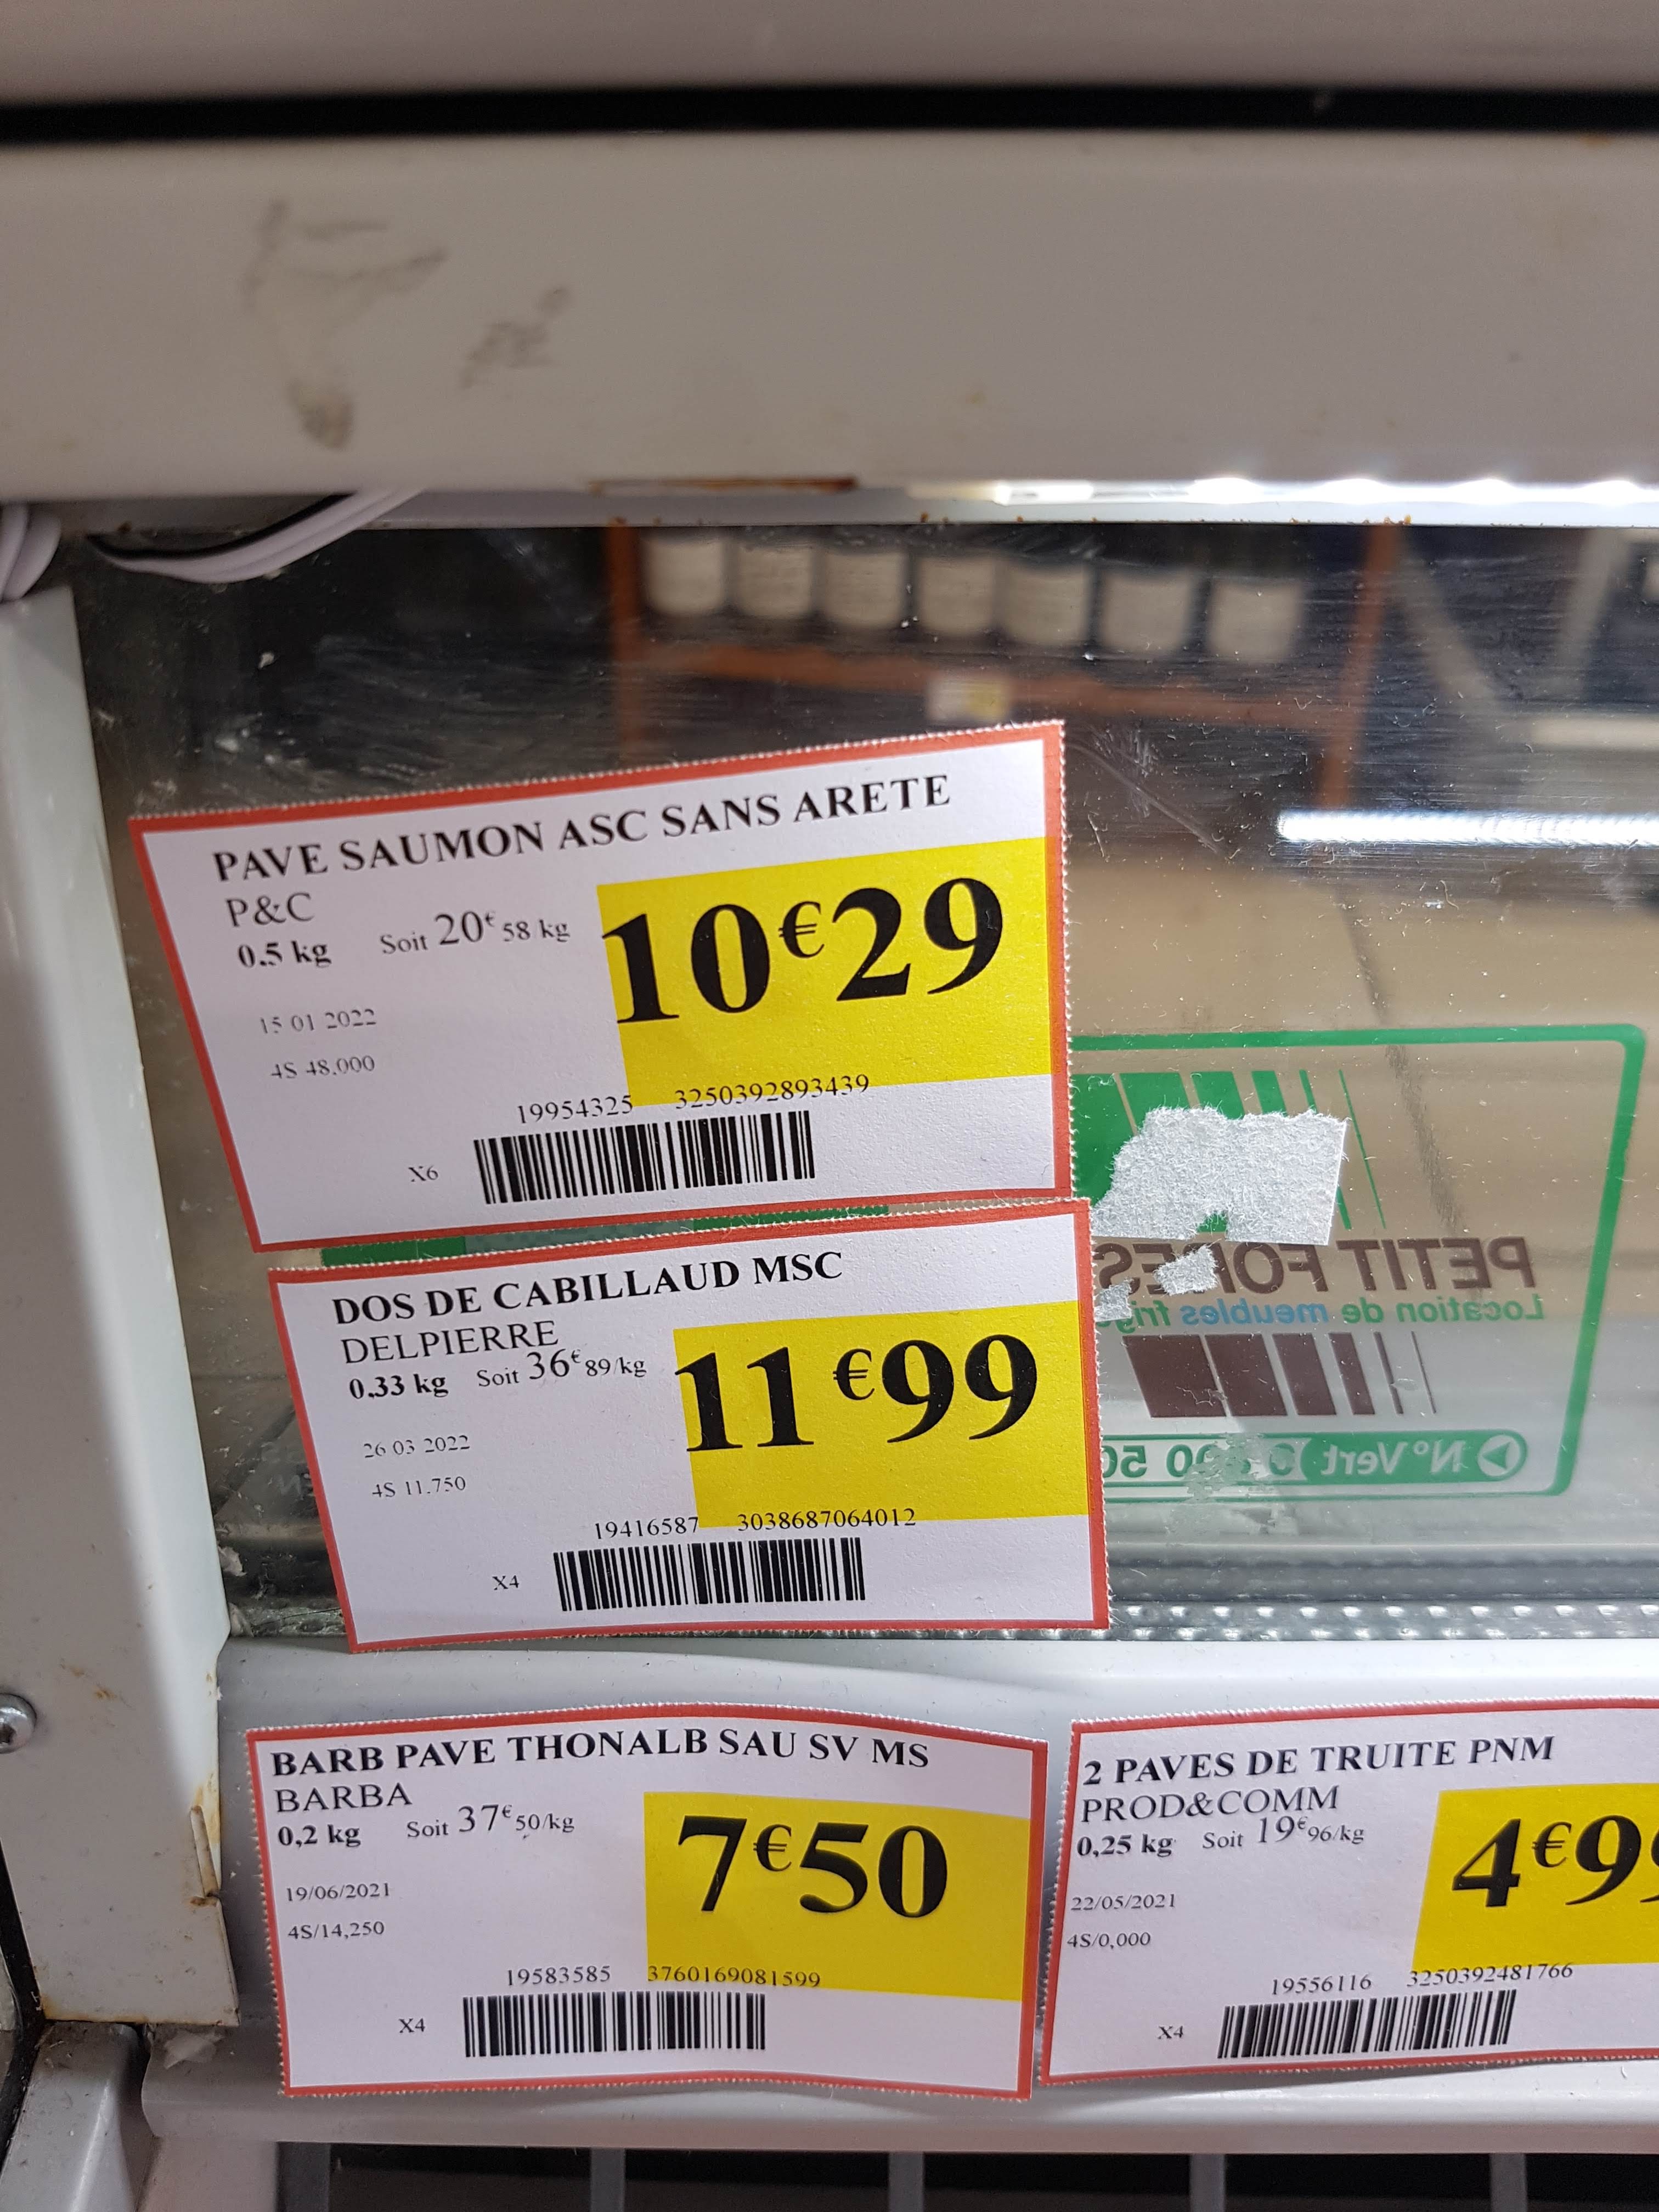 PAVE SAUMON ASC SANS ARETE
P&C
0.5 kg Soit 20€58 kg
10€29
15 01 2022
4S 48.000
19954325 3250392893439
X6
DOS DE CABILLAUD MSC
DELPIERRE
0.33 kg Soit 36€89/kg
11€99
26 03 2022
4S 11.750
19416587 3038687064012
X4
PETIT FORES
Location de meubles frig
N° Vert
BARB PAVE THONALB SAU SV MS
BARBA
0,2 kg Soit 37€50/kg
7€50
19/06/2021
4S/14,250
19583585 3760169081599
X4
2 PAVES DE TRUITE PNM
PROD&COMM
0,25 kg Soit 19€96/kg
4€9
22/05/2021
4S/0,000
19556116 3250392481766
X4